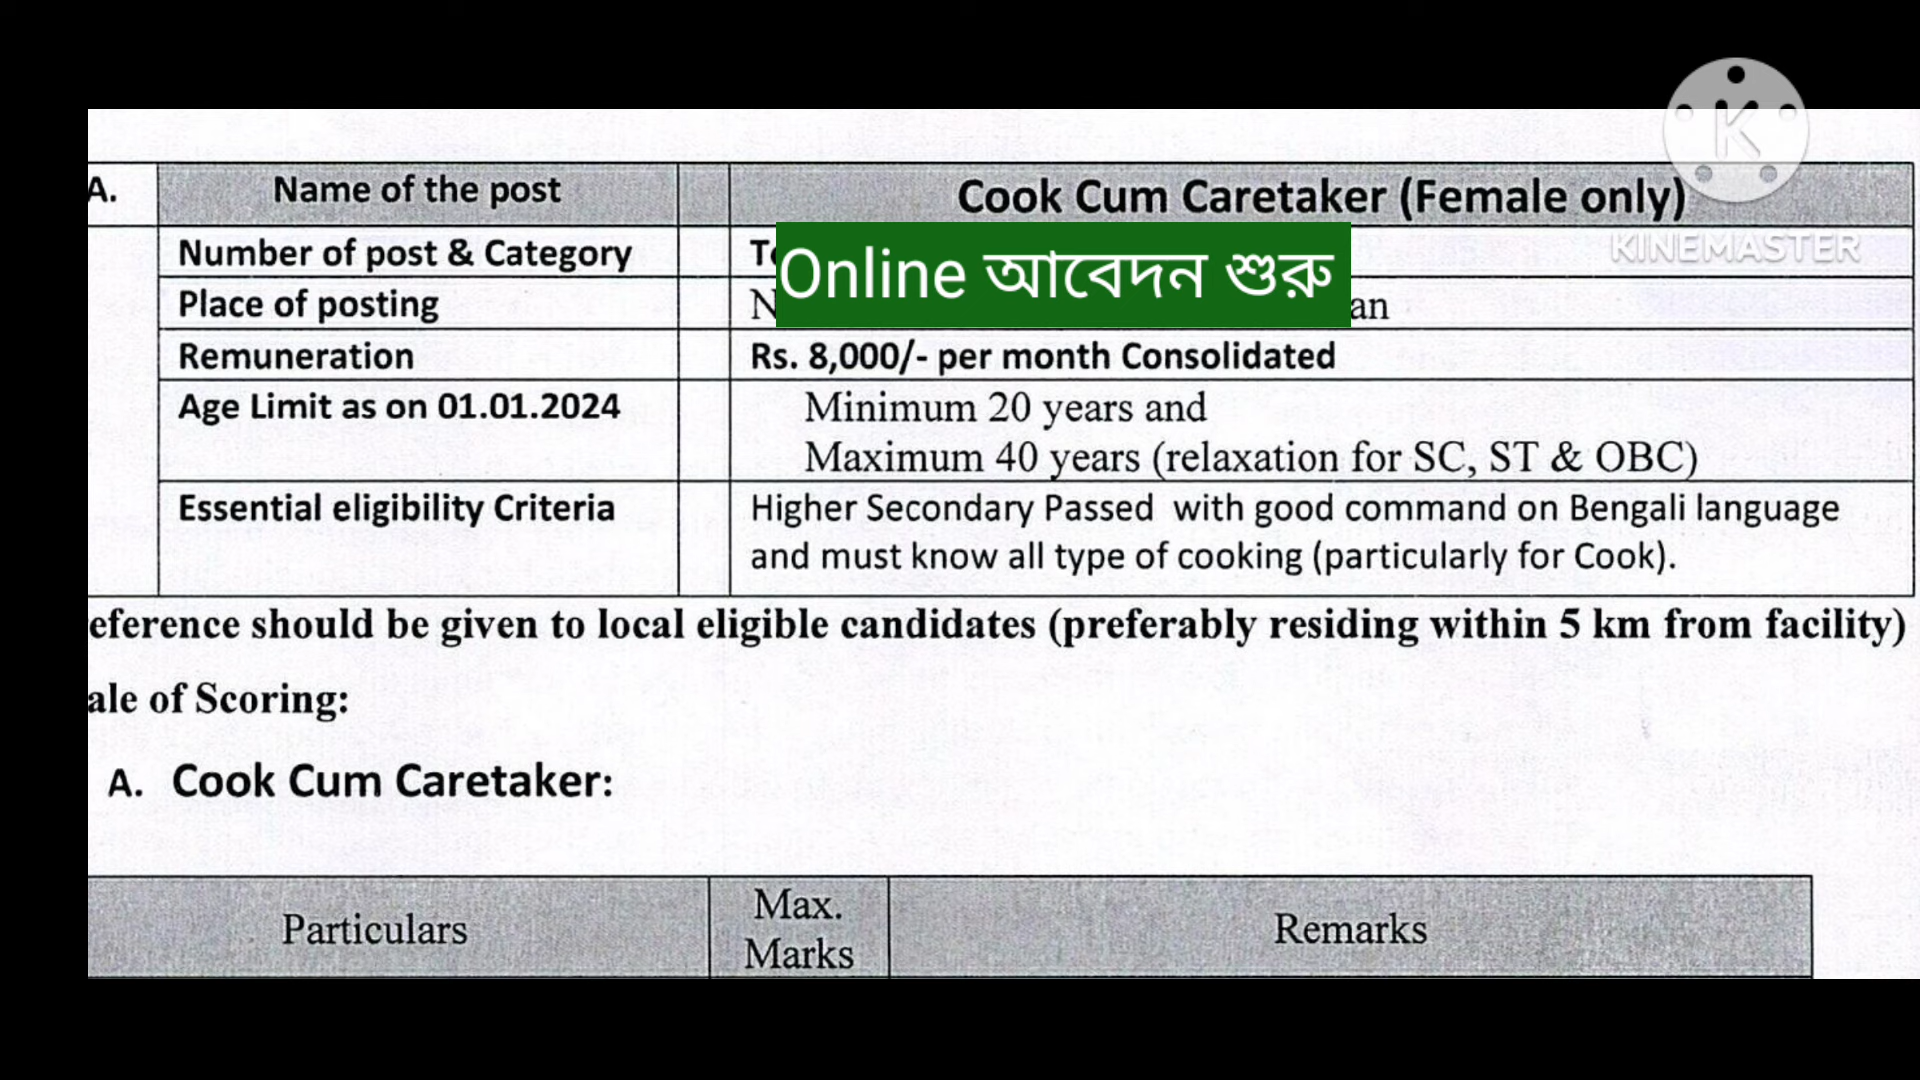 A. Name of the post Cook Cum Caretaker (Female only)
KINEMASTER
Number of post & Category
Online আবেদন শুরু
Place of posting
Remuneration Rs. 8,000/- per month Consolidated
Age Limit as on 01.01.2024 Minimum 20 years and
Maximum 40 years (relaxation for SC, ST & OBC)
Essential eligibility Criteria Higher Secondary Passed with good command on Bengali language
and must know all type of cooking (particularly for Cook).
eference should be given to local eligible candidates (preferably residing within 5 km from facility)
ale of Scoring:
A. Cook Cum Caretaker:
Particulars Max. Marks Remarks